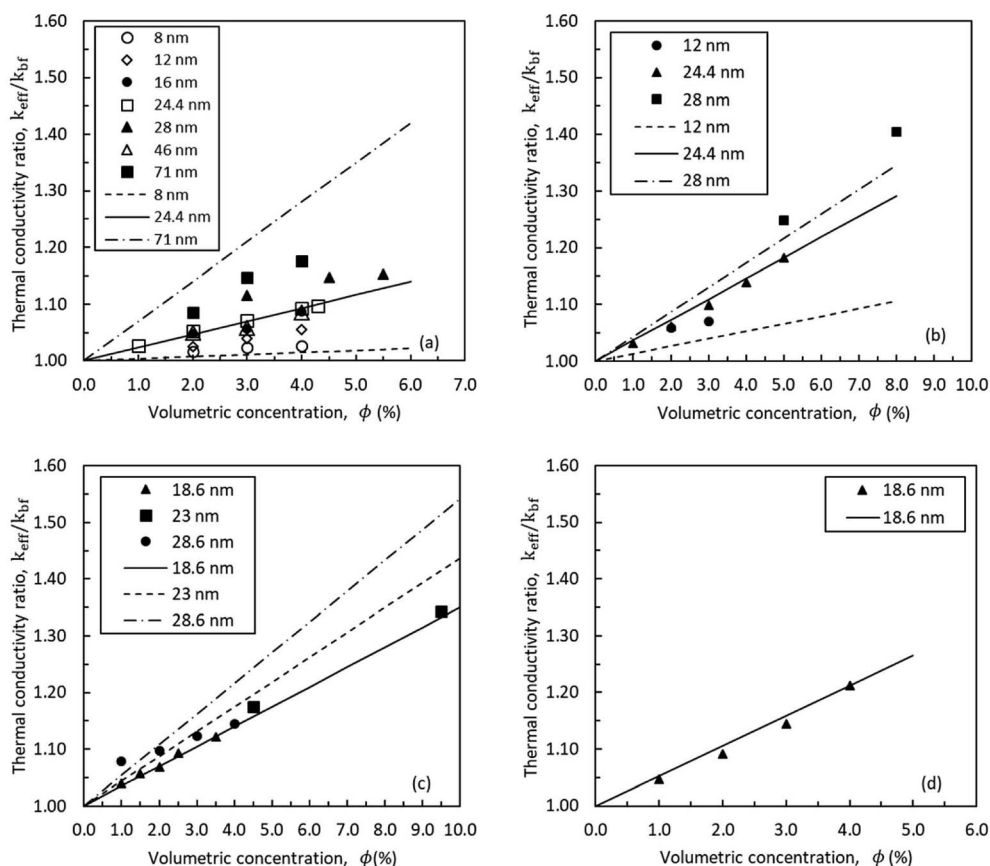 1.60
1.50
1.40
1.30
1.20
1.10
1.00
Thermal conductivity ratio, k_eff/k_bf
8 nm
12 nm
16 nm
24.4 nm
28 nm
46 nm
71 nm
8 nm
24.4 nm
71 nm
(a)
0.0 1.0 2.0 3.0 4.0 5.0 6.0 7.0
Volumetric concentration, ϕ (%)
1.60
1.50
1.40
1.30
1.20
1.10
1.00
Thermal conductivity ratio, k_eff/k_bf
12 nm
24.4 nm
28 nm
12 nm
24.4 nm
28 nm
(b)
0.0 1.0 2.0 3.0 4.0 5.0 6.0 7.0 8.0 9.0 10.0
Volumetric concentration, ϕ (%)
1.60
1.50
1.40
1.30
1.20
1.10
1.00
Thermal conductivity ratio, k_eff/k_bf
18.6 nm
23 nm
28.6 nm
18.6 nm
23 nm
28.6 nm
(c)
0.0 1.0 2.0 3.0 4.0 5.0 6.0 7.0 8.0 9.0 10.0
Volumetric concentration, ϕ (%)
1.60
1.50
1.40
1.30
1.20
1.10
1.00
Thermal conductivity ratio, k_eff/k_bf
18.6 nm
18.6 nm
(d)
0.0 1.0 2.0 3.0 4.0 5.0 6.0
Volumetric concentration, ϕ (%)